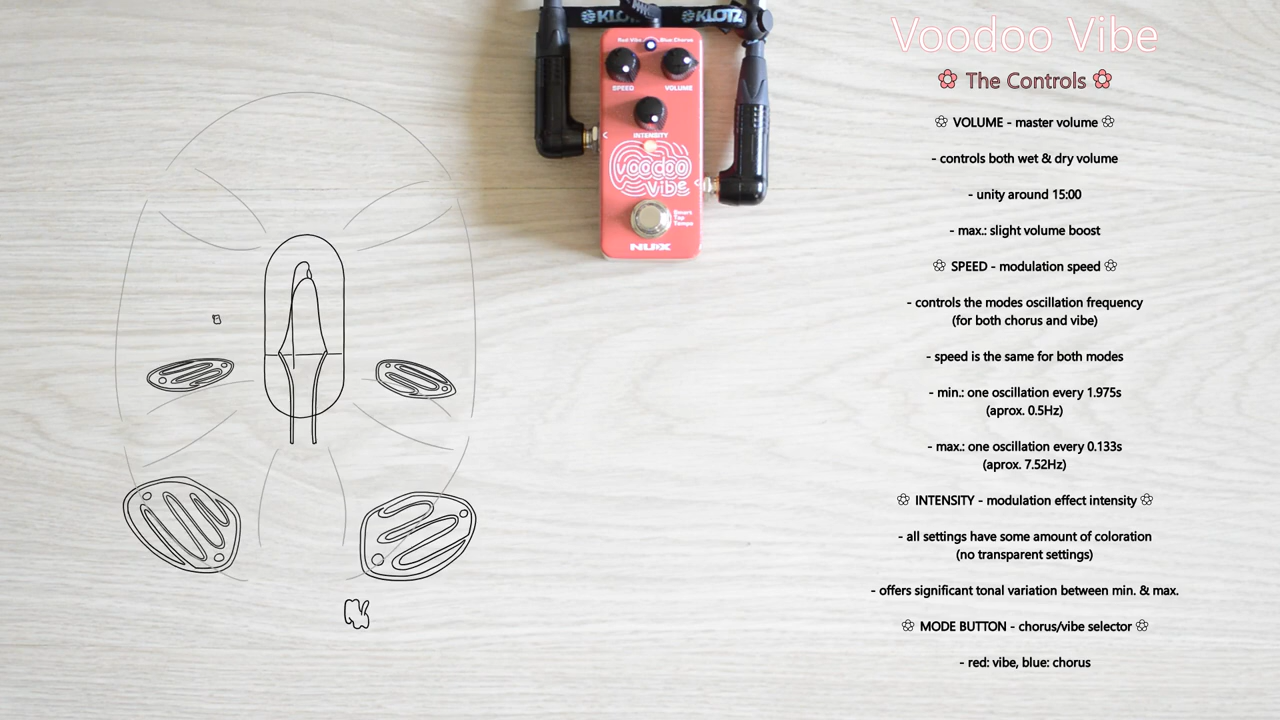 KLOTZ KLOTZ
Red: Vibe Blue: Chorus
SPEED VOLUME
INTENSITY
voodoo
vibe
Smart
Tap
Tempo
NUX
Voodoo Vibe
The Controls
VOLUME - master volume
- controls both wet & dry volume
- unity around 15:00
- max.: slight volume boost
SPEED - modulation speed
- controls the modes oscillation frequency
(for both chorus and vibe)
- speed is the same for both modes
- min.: one oscillation every 1.975s
(aprox. 0.5Hz)
- max.: one oscillation every 0.133s
(aprox. 7.52Hz)
INTENSITY - modulation effect intensity
- all settings have some amount of coloration
(no transparent settings)
- offers significant tonal variation between min. & max.
MODE BUTTON - chorus/vibe selector
- red: vibe, blue: chorus